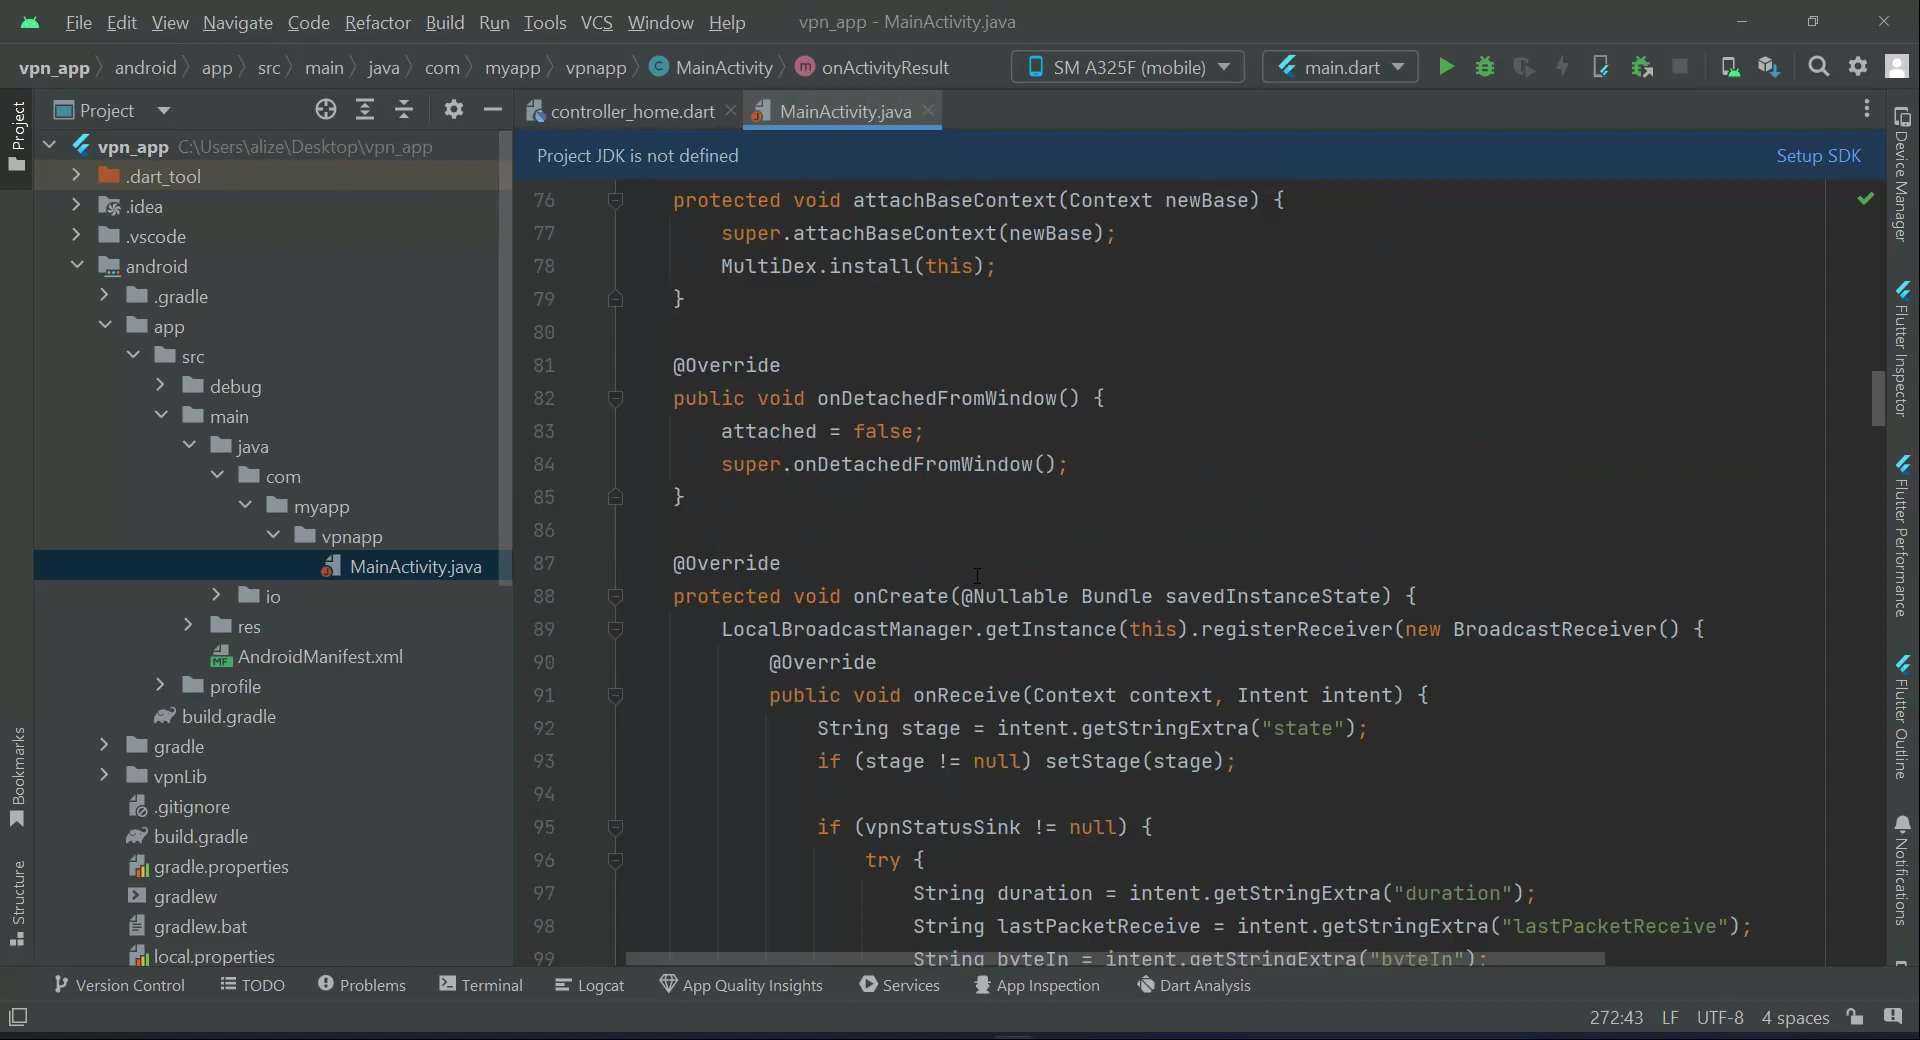 File Edit View Navigate Code Refactor Build Run Tools VCS Window Help vpn_app - MainActivity.java
vpn_app android app src main java com myapp vpnapp C MainActivity m onActivityResult SM A325F (mobile) main.dart
Project
controller_home.dart
MainActivity.java
Project JDK is not defined
Setup SDK
vpn_app C:\Users\alize\Desktop\vpn_app
.dart_tool
.idea
.vscode
android
.gradle
app
src
debug
main
java
com
myapp
vpnapp
MainActivity.java
io
res
MF AndroidManifest.xml
profile
build.gradle
gradle
vpnLib
.gitignore
build.gradle
gradle.properties
gradlew
gradlew.bat
local.properties
76 protected void attachBaseContext(Context newBase) {
77 super.attachBaseContext(newBase);
78 MultiDex.install(this);
79 }
80
81 @Override
82 public void onDetachedFromWindow() {
83 attached = false;
84 super.onDetachedFromWindow();
85 }
86
87 @Override
88 protected void onCreate(@Nullable Bundle savedInstanceState) {
89 LocalBroadcastManager.getInstance(this).registerReceiver(new BroadcastReceiver() {
90 @Override
91 public void onReceive(Context context, Intent intent) {
92 String stage = intent.getStringExtra("state");
93 if (stage != null) setStage(stage);
94
95 if (vpnStatusSink != null) {
96 try {
97 String duration = intent.getStringExtra("duration");
98 String lastPacketReceive = intent.getStringExtra("lastPacketReceive");
99 String byteIn = intent.getStringExtra("byteIn");
Project
Bookmarks
Structure
Device Manager
Flutter Inspector
Flutter Performance
Flutter Outline
Notifications
Version Control TODO Problems Terminal Logcat App Quality Insights Services App Inspection Dart Analysis
272:43 LF UTF-8 4 spaces